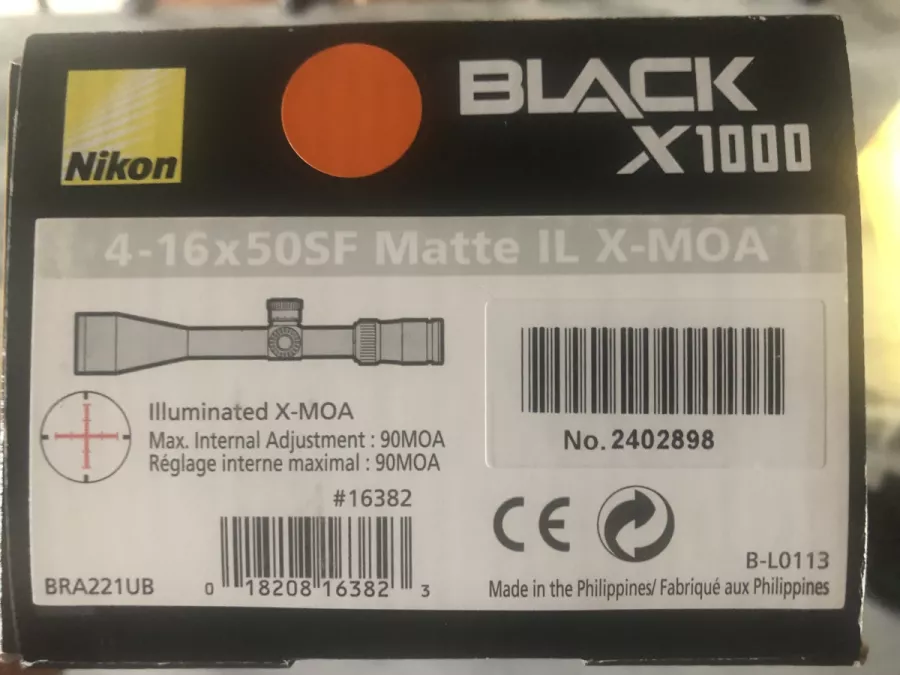 Nikon
BLACK
X1000
4-16x50SF Matte IL X-MOA
Illuminated X-MOA
Max. Internal Adjustment : 90MOA
Réglage interne maximal : 90MOA
#16382
BRA221UB
0 18208 16382 3
No. 2402898
CE
B-L0113
Made in the Philippines/ Fabriqué aux Philippines